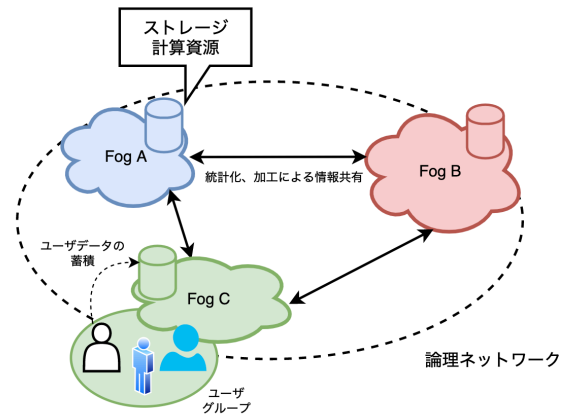 ストレージ
計算資源
Fog A
Fog B
統計化、加工による情報共有
ユーザデータの
蓄積
Fog C
論理ネットワーク
ユーザ
グループ